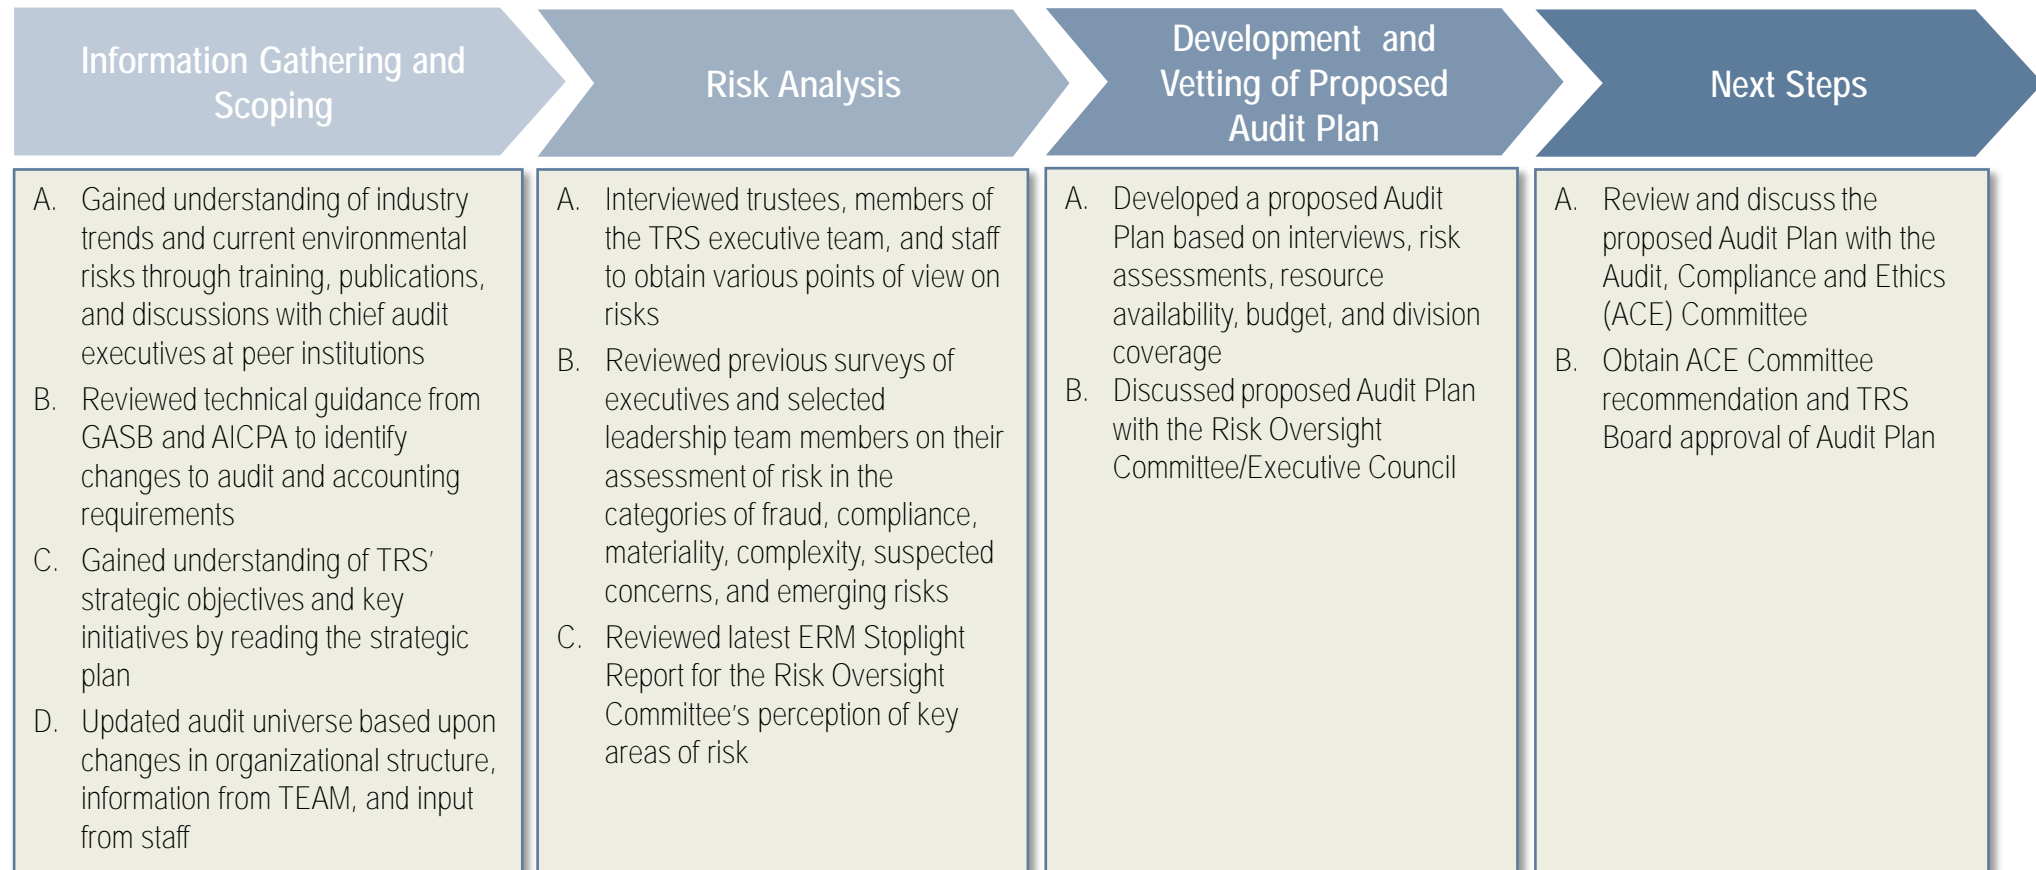 Information Gathering and
Scoping
Risk Analysis
Development and
Vetting of Proposed
Audit Plan
Next Steps
A. Gained understanding of industry
trends and current environmental
risks through training, publications,
and discussions with chief audit
executives at peer institutions
B. Reviewed technical guidance from
GASB and AICPA to identify
changes to audit and accounting
requirements
C. Gained understanding of TRS'
strategic objectives and key
initiatives by reading the strategic
plan
D. Updated audit universe based upon
changes in organizational structure,
information from TEAM, and input
from staff
A. Interviewed trustees, members of
the TRS executive team, and staff
to obtain various points of view on
risks
B. Reviewed previous surveys of
executives and selected
leadership team members on their
assessment of risk in the
categories of fraud, compliance,
materiality, complexity, suspected
concerns, and emerging risks
C. Reviewed latest ERM Stoplight
Report for the Risk Oversight
Committee's perception of key
areas of risk
A. Developed a proposed Audit
Plan based on interviews, risk
assessments, resource
availability, budget, and division
coverage
B. Discussed proposed Audit Plan
with the Risk Oversight
Committee/Executive Council
A. Review and discuss the
proposed Audit Plan with the
Audit, Compliance and Ethics
(ACE) Committee
B. Obtain ACE Committee
recommendation and TRS
Board approval of Audit Plan